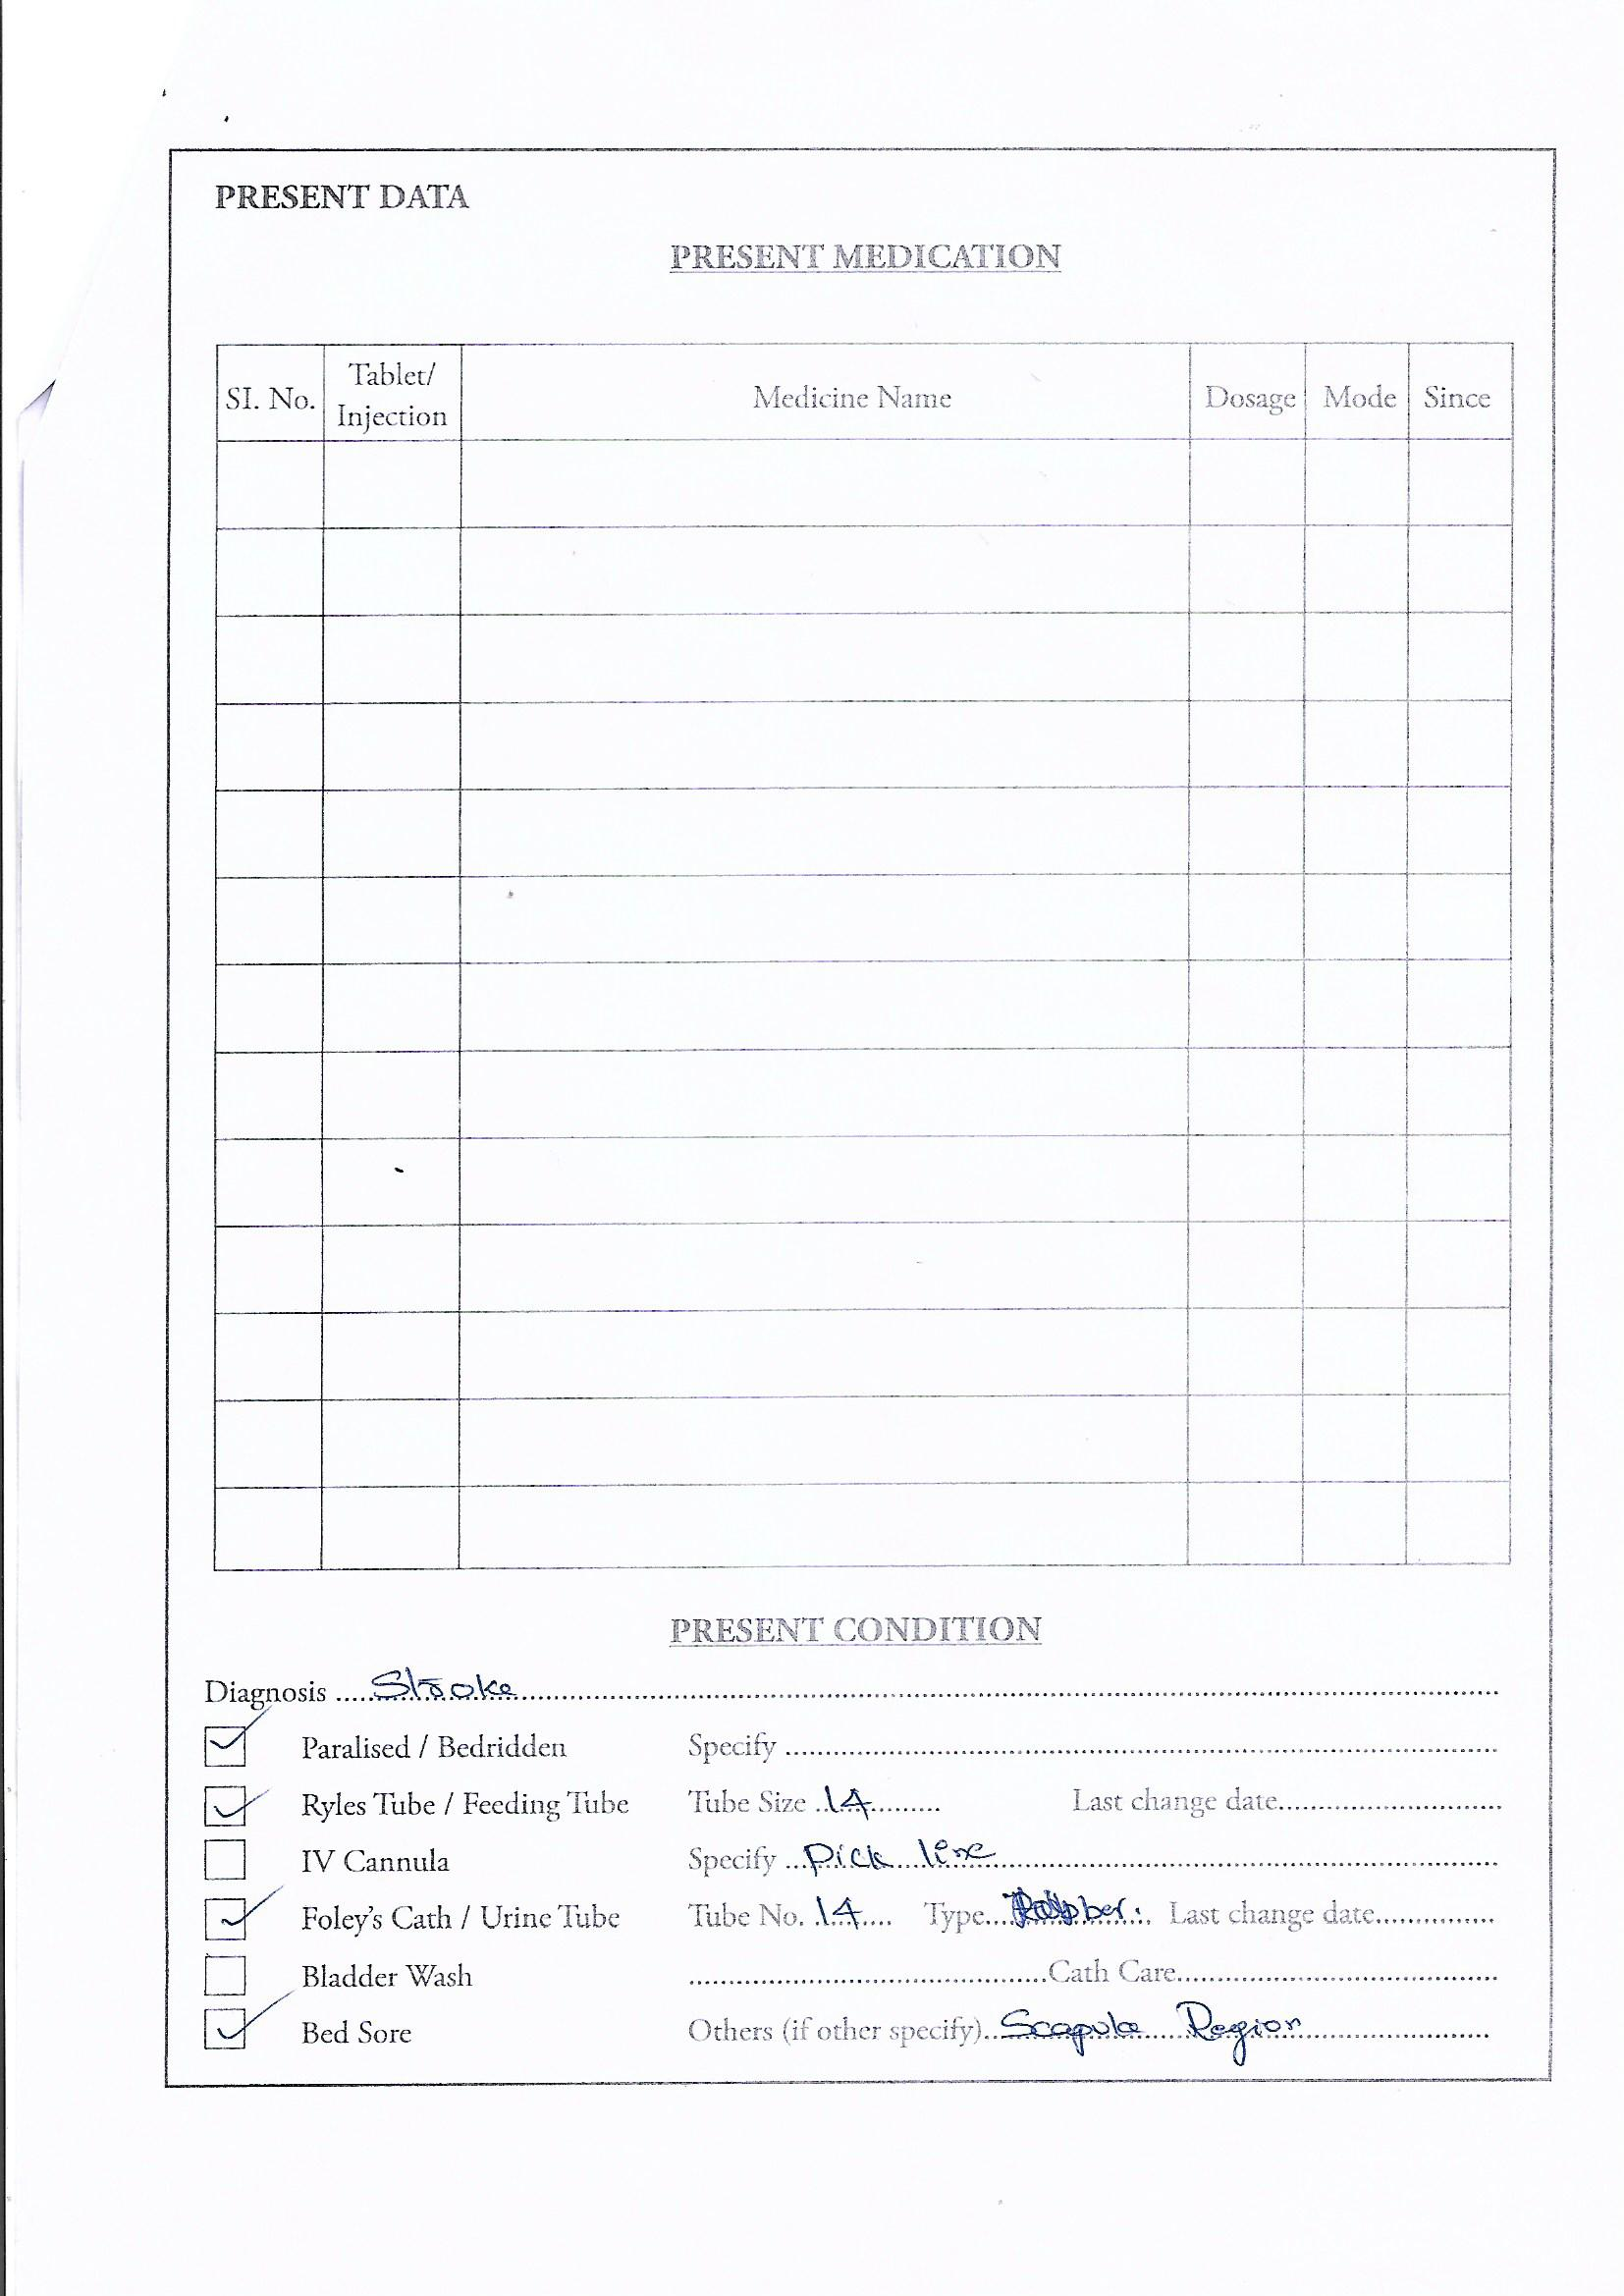 PRESENT DATA
PRESENT MEDICATION
SI. No. Tablet/ Injection Medicine Name Dosage Mode Since
PRESENT CONDITION
Diagnosis ..... Stroke
Paralised / Bedridden Specify
Ryles Tube / Feeding Tube Tube Size 14 Last change date
IV Cannula Specify Pick line
Foley's Cath / Urine Tube Tube No. 14 Type Last change date
Bladder Wash Cath Care
Bed Sore Others (if other specify) Scapula Region